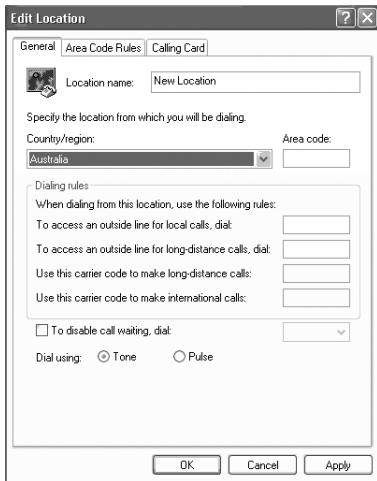 Edit Location
General Area Code Rules Calling Card
Location name: New Location
Specify the location from which you will be dialing.
Country/region: Area code:
Australia
Dialing rules
When dialing from this location, use the following rules:
To access an outside line for local calls, dial:
To access an outside line for long-distance calls, dial:
Use this carrier code to make long-distance calls:
Use this carrier code to make international calls:
To disable call waiting, dial:
Dial using: Tone Pulse
OK Cancel Apply